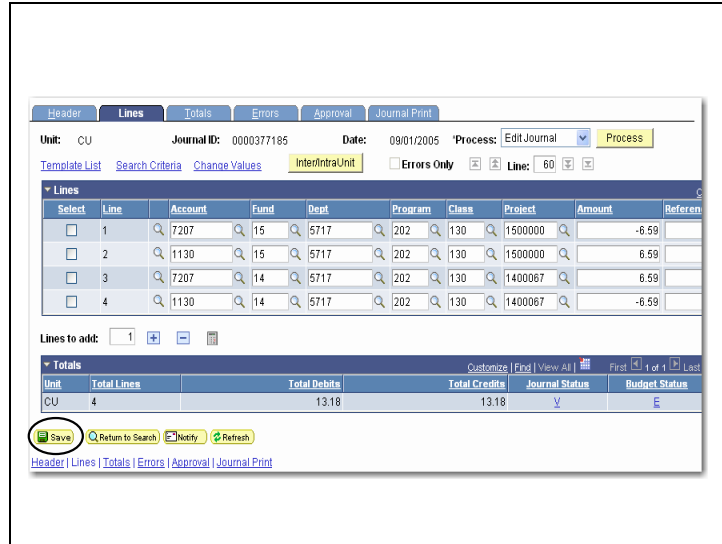 Header Lines Totals Errors Approval Journal Print
Unit: CU Journal ID: 0000377185 Date: 09/01/2005 *Process: Edit Journal Process
Template List Search Criteria Change Values Inter/IntraUnit Errors Only Line: 60
Lines
Select Line Account Fund Dept Program Class Project Amount
1 7207 15 5717 202 130 1500000 -6.59
2 1130 15 5717 202 130 1500000 6.59
3 7207 14 5717 202 130 1400067 6.59
4 1130 14 5717 202 130 1400067 -6.59
Lines to add: 1
Totals Customize | Find | View All | First 1 of 1 Last
Unit Total Lines Total Debits Total Credits Journal Status Budget Status
CU 4 13.18 13.18 V E
Save Return to Search Notify Refresh
Header | Lines | Totals | Errors | Approval | Journal Print